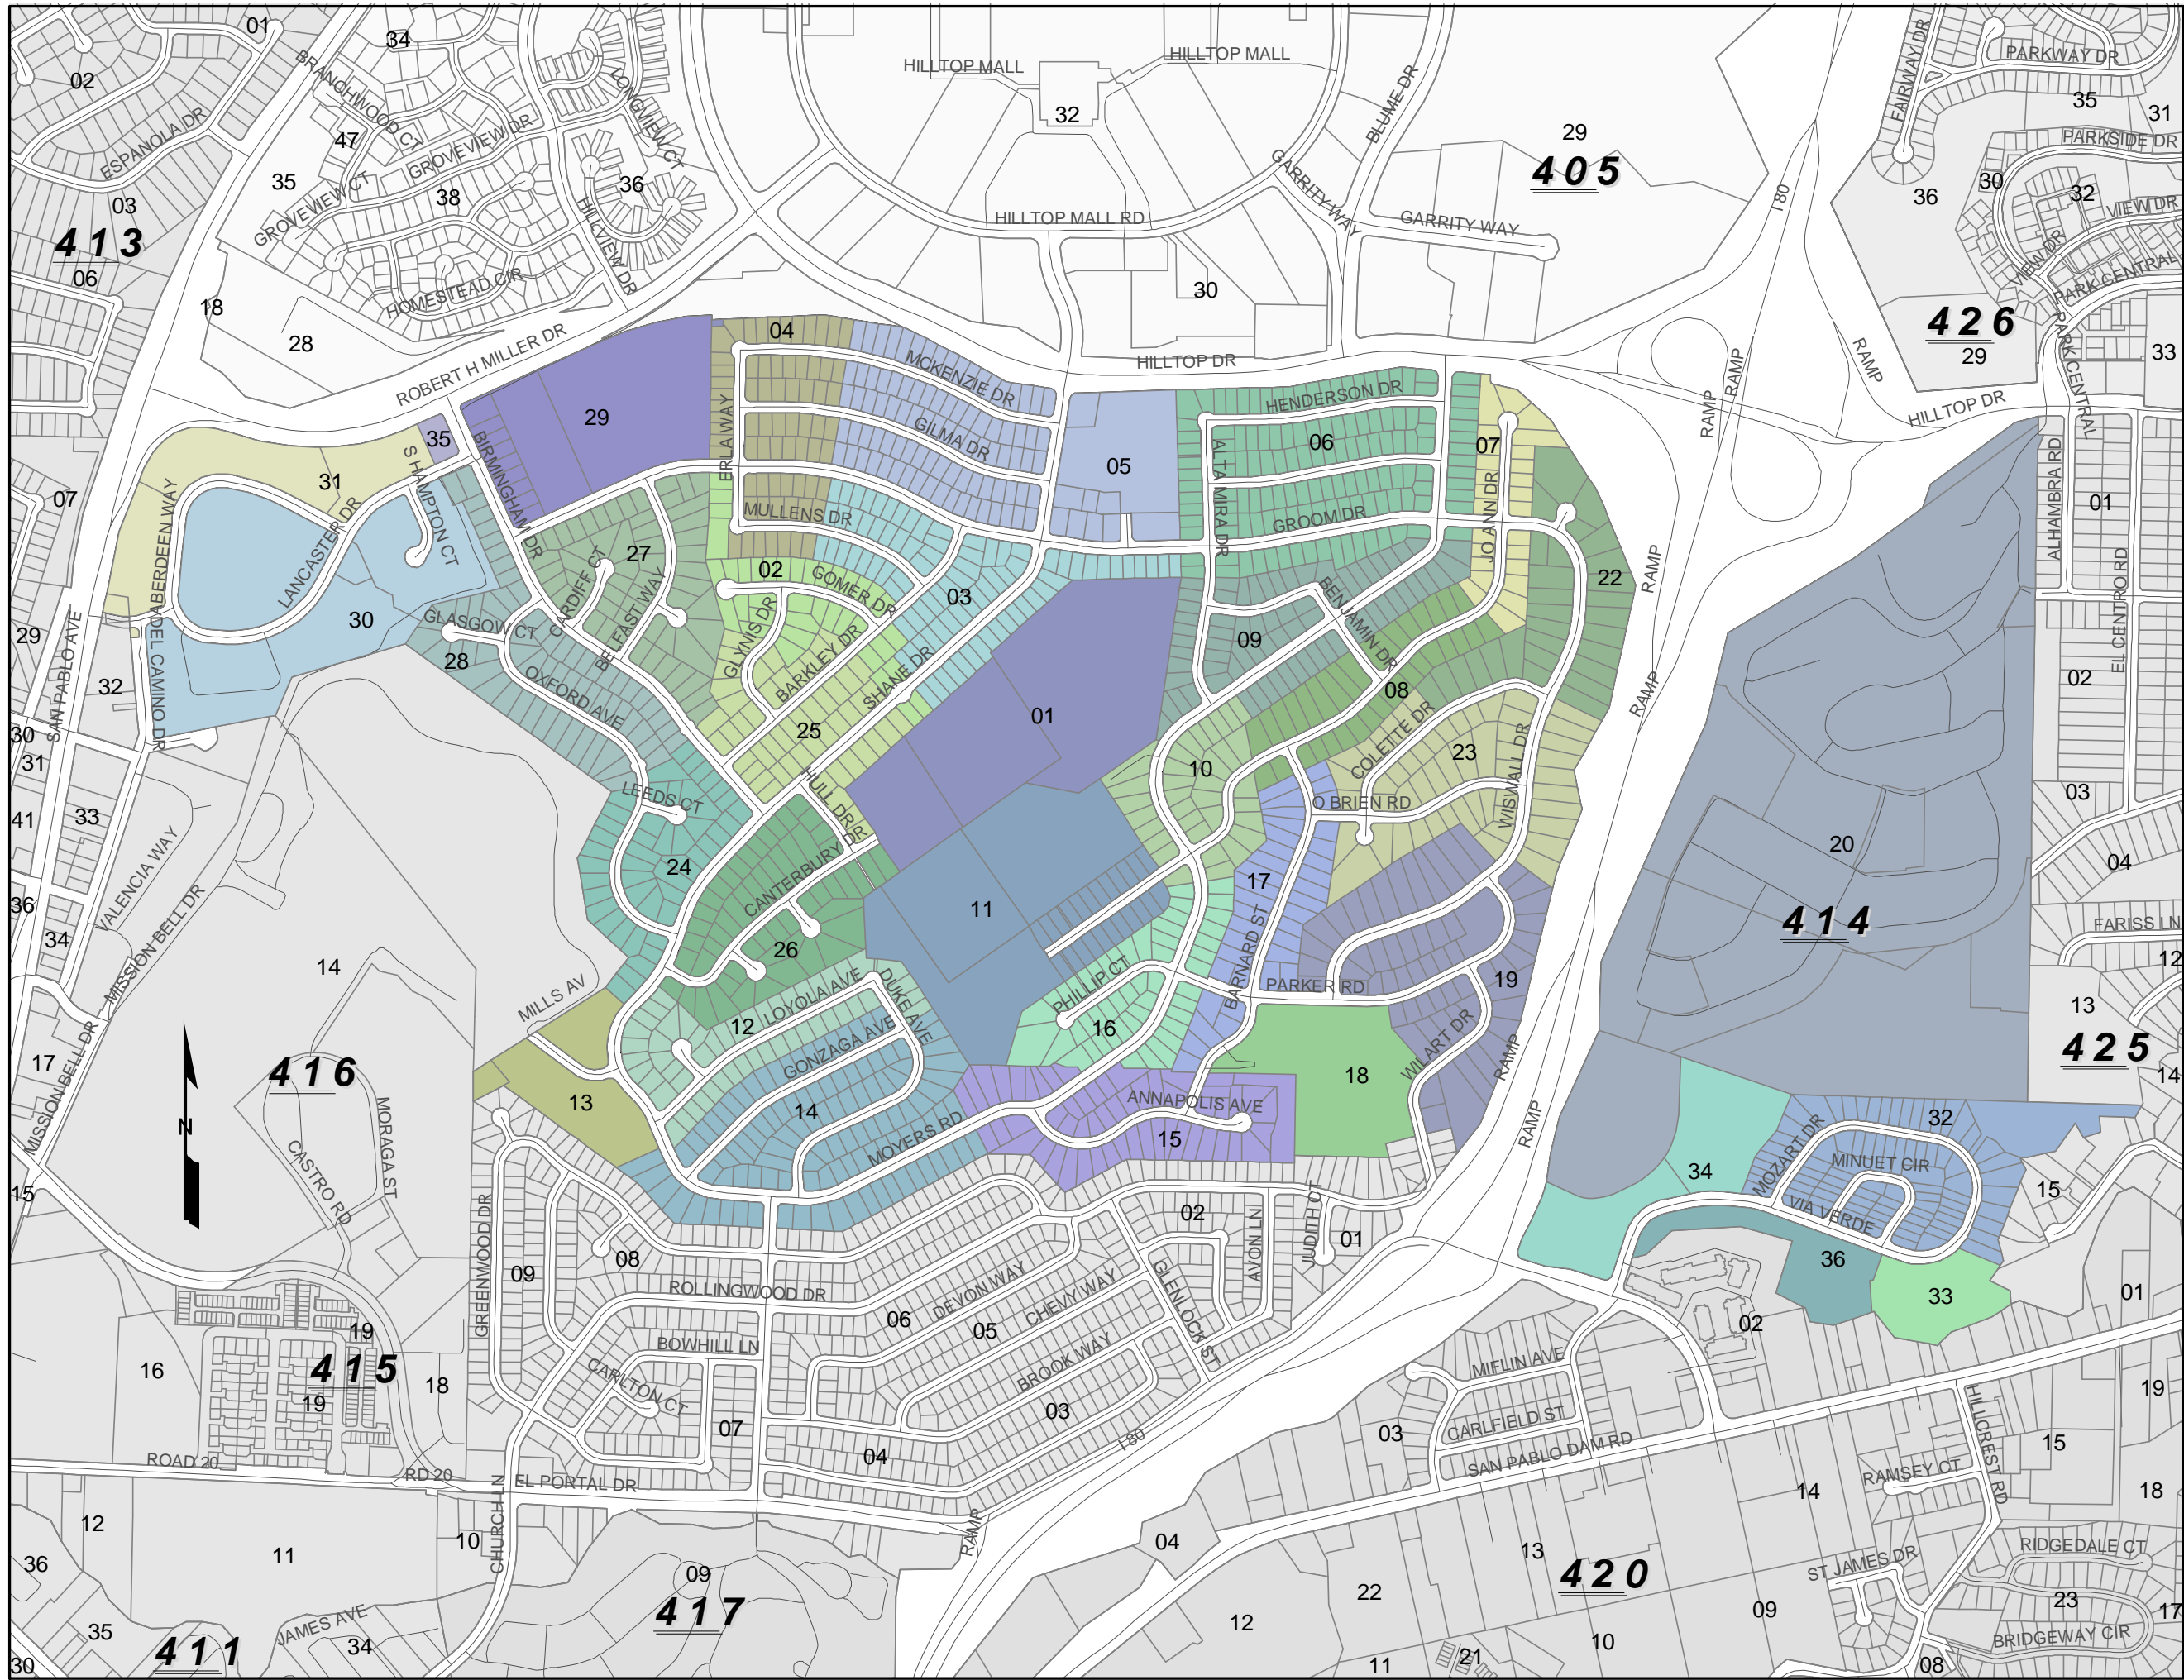 01
34
02
BRANCHWOOD CT
LONGVIEW CT
HILLTOP MALL
HILLTOP MALL
32
BLUME DR
29
405
FAIRWAY DR
PARKWAY DR
35
31
ESPANOLA DR
47
GROVEVIEW DR
PARKSIDE DR
03
413
06
35
GROVEVIEW CT
38
36
HILLVIEW DR
HILLTOP MALL RD
GARRITY WAY
GARRITY WAY
I 80
36
30
32
VIEW DR
VIEW DR
PARK CENTRAL
18
28
HOMESTEAD CIR
30
426
29
PARK CENTRAL
33
ROBERT H MILLER DR
04
MCKENZIE DR
HILLTOP DR
RAMP
RAMP
RAMP
HILLTOP DR
29
ERLA WAY
GILMA DR
05
HENDERSON DR
06
07
35
BIRMINGHAM DR
S HAMPTON CT
ALTA MIRA DR
JO ANN DR
31
07
ABERDEEN WAY
LANCASTER DR
MULLENS DR
GROOM DR
ALHAMBRA RD
01
27
CARDIFF CT
02
GOMER DR
03
22
RAMP
BENJAMIN DR
EL CENTRO RD
29
30
GLASGOW CT
BELFAST WAY
GLYNIS DR
BARKLEY DR
SHANE DR
09
28
OXFORD AVE
SAN PABLO AVE
32
DEL CAMINO DR
08
RAMP
02
30
31
25
01
COLETTE DR
23
WISWALL DR
10
41
33
LEEDS CT
HULL DR
O BRIEN RD
03
20
VALENCIA WAY
24
CANTERBURY DR
17
04
36
34
MISSION BELL DR
11
414
FARISS LN
12
14
26
BARNARD ST
19
MILLS AV
LOYOLA AVE
DUKE AVE
PHILLIP CT
PARKER RD
13
12
16
425
17
MISSION BELL DR
416
GONZAGA AVE
18
WILART DR
RAMP
14
13
14
ANNAPOLIS AVE
RAMP
32
N
MORAGA ST
MOYERS RD
15
MOZART DR
MINUET CIR
CASTRO RD
34
15
15
VIA VERDE
GREENWOOD DR
02
AVON LN
JUDITH CT
01
36
08
09
ROLLINGWOOD DR
DEVON WAY
CHEVY WAY
GLENLOCK ST
33
01
19
06
05
02
BOWHILL LN
16
415
18
CARLTON CT
BROOK WAY
MIFLIN AVE
19
19
07
03
03
CARLFIELD ST
HILLCREST RD
15
04
I 80
SAN PABLO DAM RD
ROAD 20
RD 20
EL PORTAL DR
RAMSEY CT
14
18
12
CHURCH LN
RAMP
04
13
RIDGEDALE CT
11
10
36
09
420
ST JAMES DR
22
23
417
12
09
17
35
JAMES AVE
34
10
BRIDGEWAY CIR
411
30
11
21
08